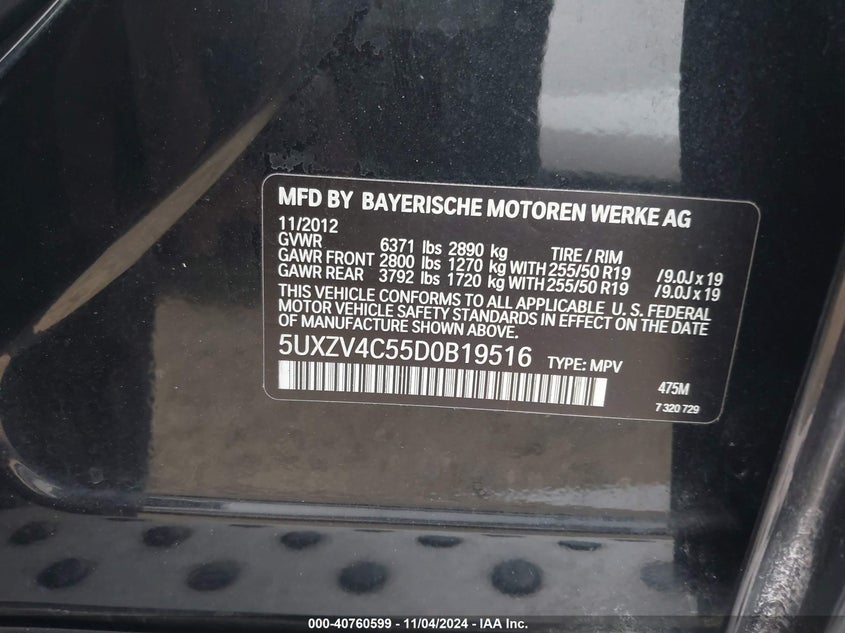 MFD BY BAYERISCHE MOTOREN WERKE AG
11/2012
GVWR 6371 lbs 2890 kg TIRE / RIM
GAWR FRONT 2800 lbs 1270 kg WITH 255/50 R19 /9.0J x 19
GAWR REAR 3792 lbs 1720 kg WITH 255/50 R19 /9.0J x 19
THIS VEHICLE CONFORMS TO ALL APPLICABLE U.S. FEDERAL
MOTOR VEHICLE SAFETY STANDARDS IN EFFECT ON THE DATE
OF MANUFACTURE SHOWN ABOVE.
5UXZV4C55D0B19516 TYPE: MPV
475M
7 320 729
000-40760599 - 11/04/2024 - IAA Inc.